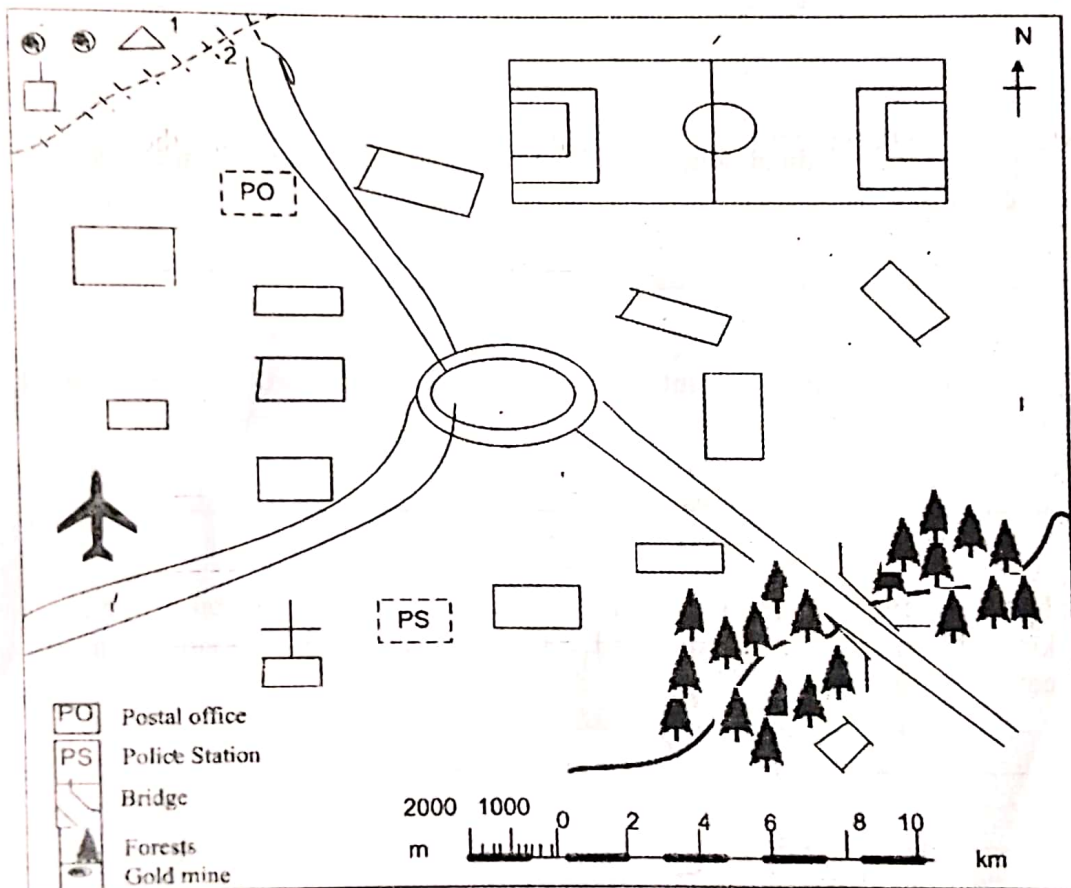 1
2
N
PO
PS
PO Postal office
PS Police Station
Bridge
Forests
Gold mine
2000 1000 0 2 4 6 8 10
m km